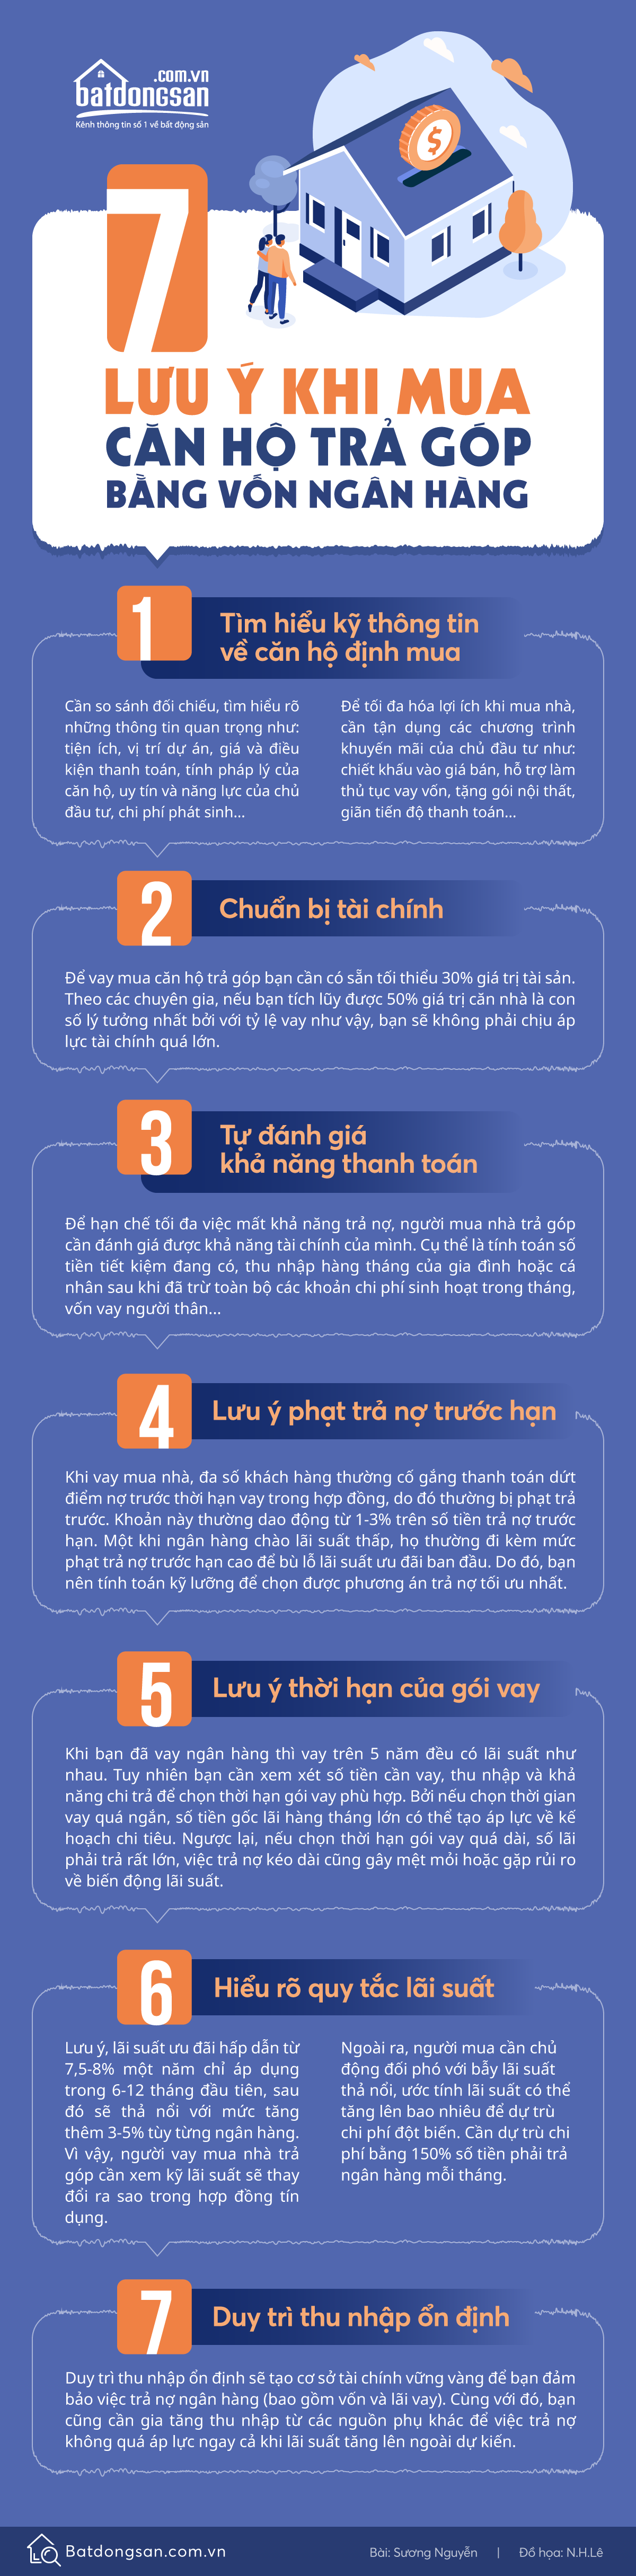 .com.vn
batdongsan
Kênh thông tin số 1 về bất động sản
7
LƯU Ý KHI MUA
CĂN HỘ TRẢ GÓP
BẰNG VỐN NGÂN HÀNG
1
Tìm hiểu kỹ thông tin
về căn hộ định mua
Cần so sánh đối chiếu, tìm hiểu rõ
những thông tin quan trọng như:
tiện ích, vị trí dự án, giá và điều
kiện thanh toán, tính pháp lý của
căn hộ, uy tín và năng lực của chủ
đầu tư, chi phí phát sinh...
Để tối đa hóa lợi ích khi mua nhà,
cần tận dụng các chương trình
khuyến mãi của chủ đầu tư như:
chiết khấu vào giá bán, hỗ trợ làm
thủ tục vay vốn, tặng gói nội thất,
giãn tiến độ thanh toán...
2
Chuẩn bị tài chính
Để vay mua căn hộ trả góp bạn cần có sẵn tối thiểu 30% giá trị tài sản.
Theo các chuyên gia, nếu bạn tích lũy được 50% giá trị căn nhà là con
số lý tưởng nhất bởi với tỷ lệ vay như vậy, bạn sẽ không phải chịu áp
lực tài chính quá lớn.
3
Tự đánh giá
khả năng thanh toán
Để hạn chế tối đa việc mất khả năng trả nợ, người mua nhà trả góp
cần đánh giá được khả năng tài chính của mình. Cụ thể là tính toán số
tiền tiết kiệm đang có, thu nhập hàng tháng của gia đình hoặc cá
nhân sau khi đã trừ toàn bộ các khoản chi phí sinh hoạt trong tháng,
vốn vay người thân...
4
Lưu ý phạt trả nợ trước hạn
Khi vay mua nhà, đa số khách hàng thường cố gắng thanh toán dứt
điểm nợ trước thời hạn vay trong hợp đồng, do đó thường bị phạt trả
trước. Khoản này thường dao động từ 1-3% trên số tiền trả nợ trước
hạn. Một khi ngân hàng chào lãi suất thấp, họ thường đi kèm mức
phạt trả nợ trước hạn cao để bù lỗ lãi suất ưu đãi ban đầu. Do đó, bạn
nên tính toán kỹ lưỡng để chọn được phương án trả nợ tối ưu nhất.
5
Lưu ý thời hạn của gói vay
Khi bạn đã vay ngân hàng thì vay trên 5 năm đều có lãi suất như
nhau. Tuy nhiên bạn cần xem xét số tiền cần vay, thu nhập và khả
năng chi trả để chọn thời hạn gói vay phù hợp. Bởi nếu chọn thời gian
vay quá ngắn, số tiền gốc lãi hàng tháng lớn có thể tạo áp lực về kế
hoạch chi tiêu. Ngược lại, nếu chọn thời hạn gói vay quá dài, số lãi
phải trả rất lớn, việc trả nợ kéo dài cũng gây mệt mỏi hoặc gặp rủi ro
về biến động lãi suất.
6
Hiểu rõ quy tắc lãi suất
Lưu ý, lãi suất ưu đãi hấp dẫn từ
7,5-8% một năm chỉ áp dụng
trong 6-12 tháng đầu tiên, sau
đó sẽ thả nổi với mức tăng
thêm 3-5% tùy từng ngân hàng.
Vì vậy, người vay mua nhà trả
góp cần xem kỹ lãi suất sẽ thay
đổi ra sao trong hợp đồng tín
dụng.
Ngoài ra, người mua cần chủ
động đối phó với bẫy lãi suất
thả nổi, ước tính lãi suất có thể
tăng lên bao nhiêu để dự trù
chi phí đột biến. Cần dự trù chi
phí bằng 150% số tiền phải trả
ngân hàng mỗi tháng.
7
Duy trì thu nhập ổn định
Duy trì thu nhập ổn định sẽ tạo cơ sở tài chính vững vàng để bạn đảm
bảo việc trả nợ ngân hàng (bao gồm vốn và lãi vay). Cùng với đó, bạn
cũng cần gia tăng thu nhập từ các nguồn phụ khác để việc trả nợ
không quá áp lực ngay cả khi lãi suất tăng lên ngoài dự kiến.
Batdongsan.com.vn
Bài: Sương Nguyễn | Đồ họa: N.H.Lê